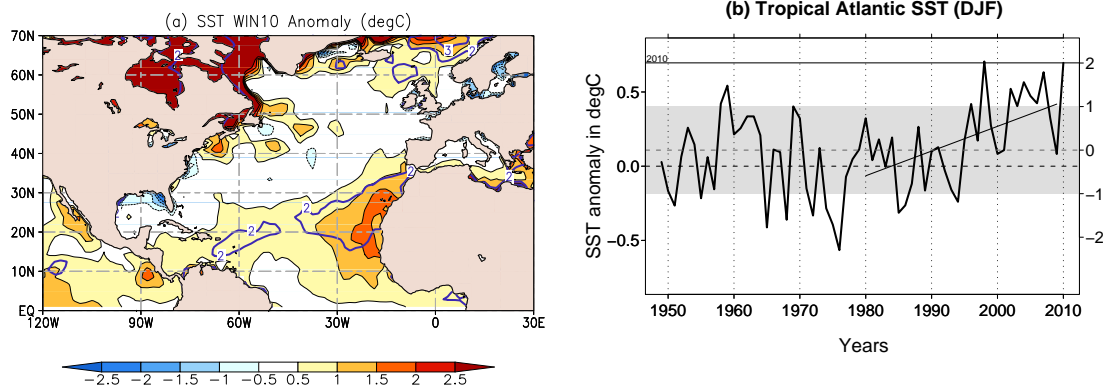 (a) SST WIN10 Anomaly (degC)
70N
60N
50N
40N
30N
20N
10N
EQ
120W 90W 60W 30W 0 30E
2
3
2
2
2
2
2
-2.5 -2 -1.5 -1 -0.5 0.5 1 1.5 2 2.5
(b) Tropical Atlantic SST (DJF)
2010
SST anomaly in degC
0.5
0.0
−0.5
2
1
0
0
−1
−2
1950 1960 1970 1980 1990 2000 2010
Years